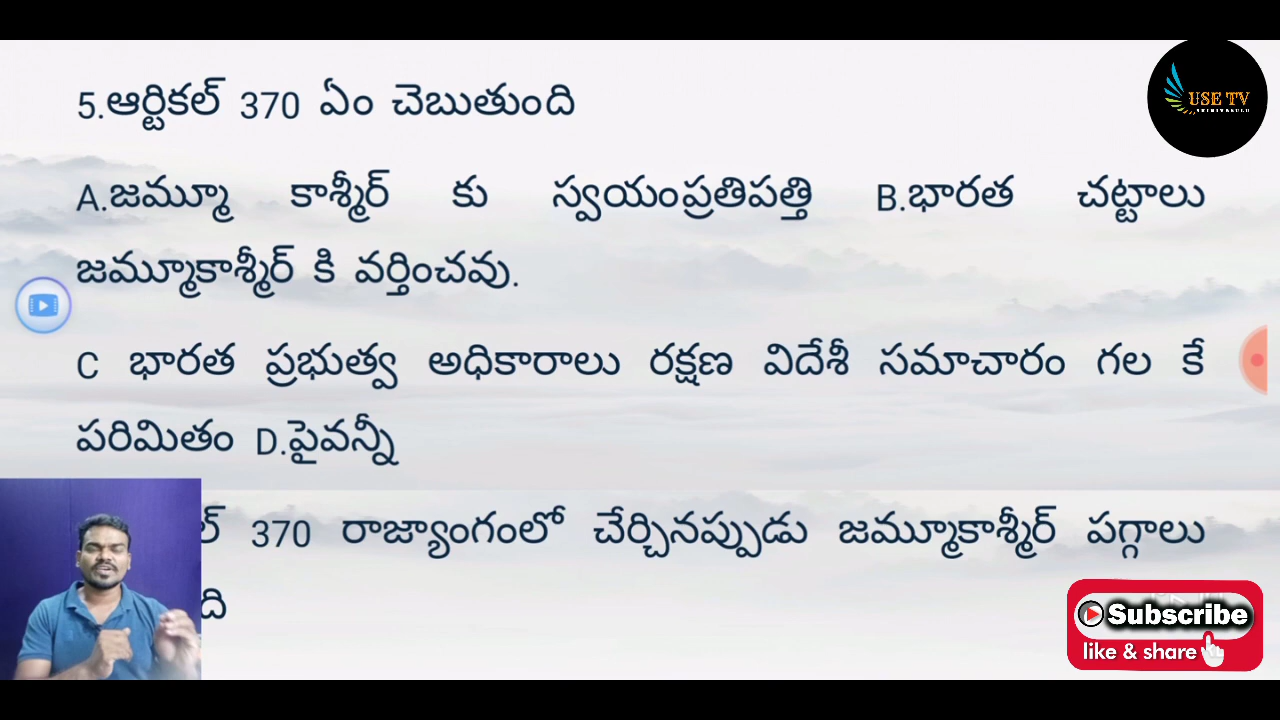 USE TV
5.ఆర్టికల్ 370 ఏం చెబుతుంది
A.జమ్మూ కాశ్మీర్ కు స్వయంప్రతిపత్తి B.భారత చట్టాలు
జమ్మూకాశ్మీర్ కి వర్తించవు.
C భారత ప్రభుత్వ అధికారాలు రక్షణ విదేశీ సమాచారం గల కే
పరిమితం D.పైవన్నీ
370 రాజ్యాంగంలో చేర్చినప్పుడు జమ్మూకాశ్మీర్ పగ్గాలు
Subscribe
like & share